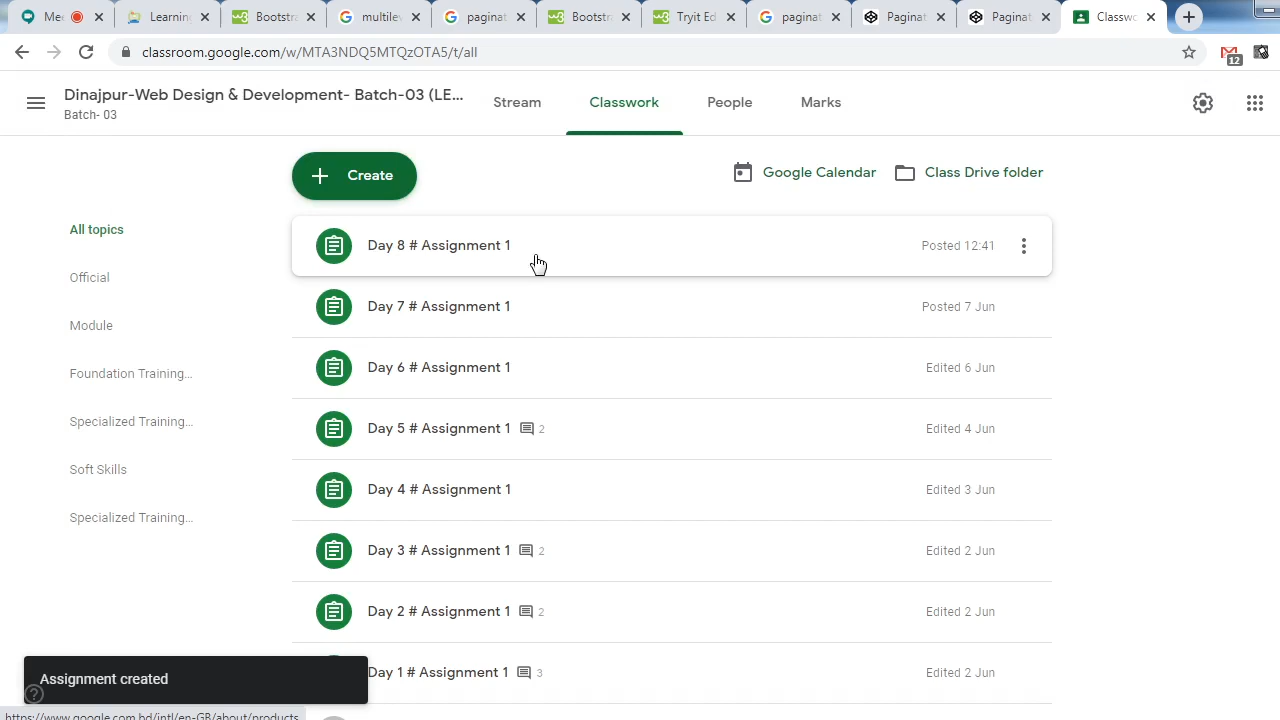 Mee
Learnin
Bootstra
mutiley
paginat
Bootstra
Tryit Ed
paginat
Paginat
Paginat
Classwo
classroom.google.com/w/MTA3NDQ5MTQzOTA5/t/all
12
Dinajpur-Web Design & Development- Batch-03 (LE...
Batch- 03
Stream
Classwork
People
Marks
Create
Google Calendar
Class Drive folder
All topics
Official
Module
Foundation Training...
Specialized Training...
Soft Skills
Specialized Training...
Day 8 # Assignment 1
Posted 12:41
Day 7 # Assignment 1
Posted 7 Jun
Day 6 # Assignment 1
Edited 6 Jun
Day 5 # Assignment 1 2
Edited 4 Jun
Day 4 # Assignment 1
Edited 3 Jun
Day 3 # Assignment 1 2
Edited 2 Jun
Day 2 # Assignment 1 2
Edited 2 Jun
Day 1 # Assignment 1 3
Edited 2 Jun
Assignment created
https://www.google.com.bd/intl/en-GB/about/products